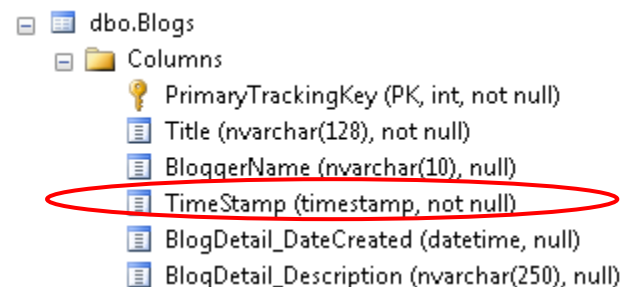 dbo.Blogs
Columns
PrimaryTrackingKey (PK, int, not null)
Title (nvarchar(128), not null)
BloggerName (nvarchar(10), null)
TimeStamp (timestamp, not null)
BlogDetail_DateCreated (datetime, null)
BlogDetail_Description (nvarchar(250), null)